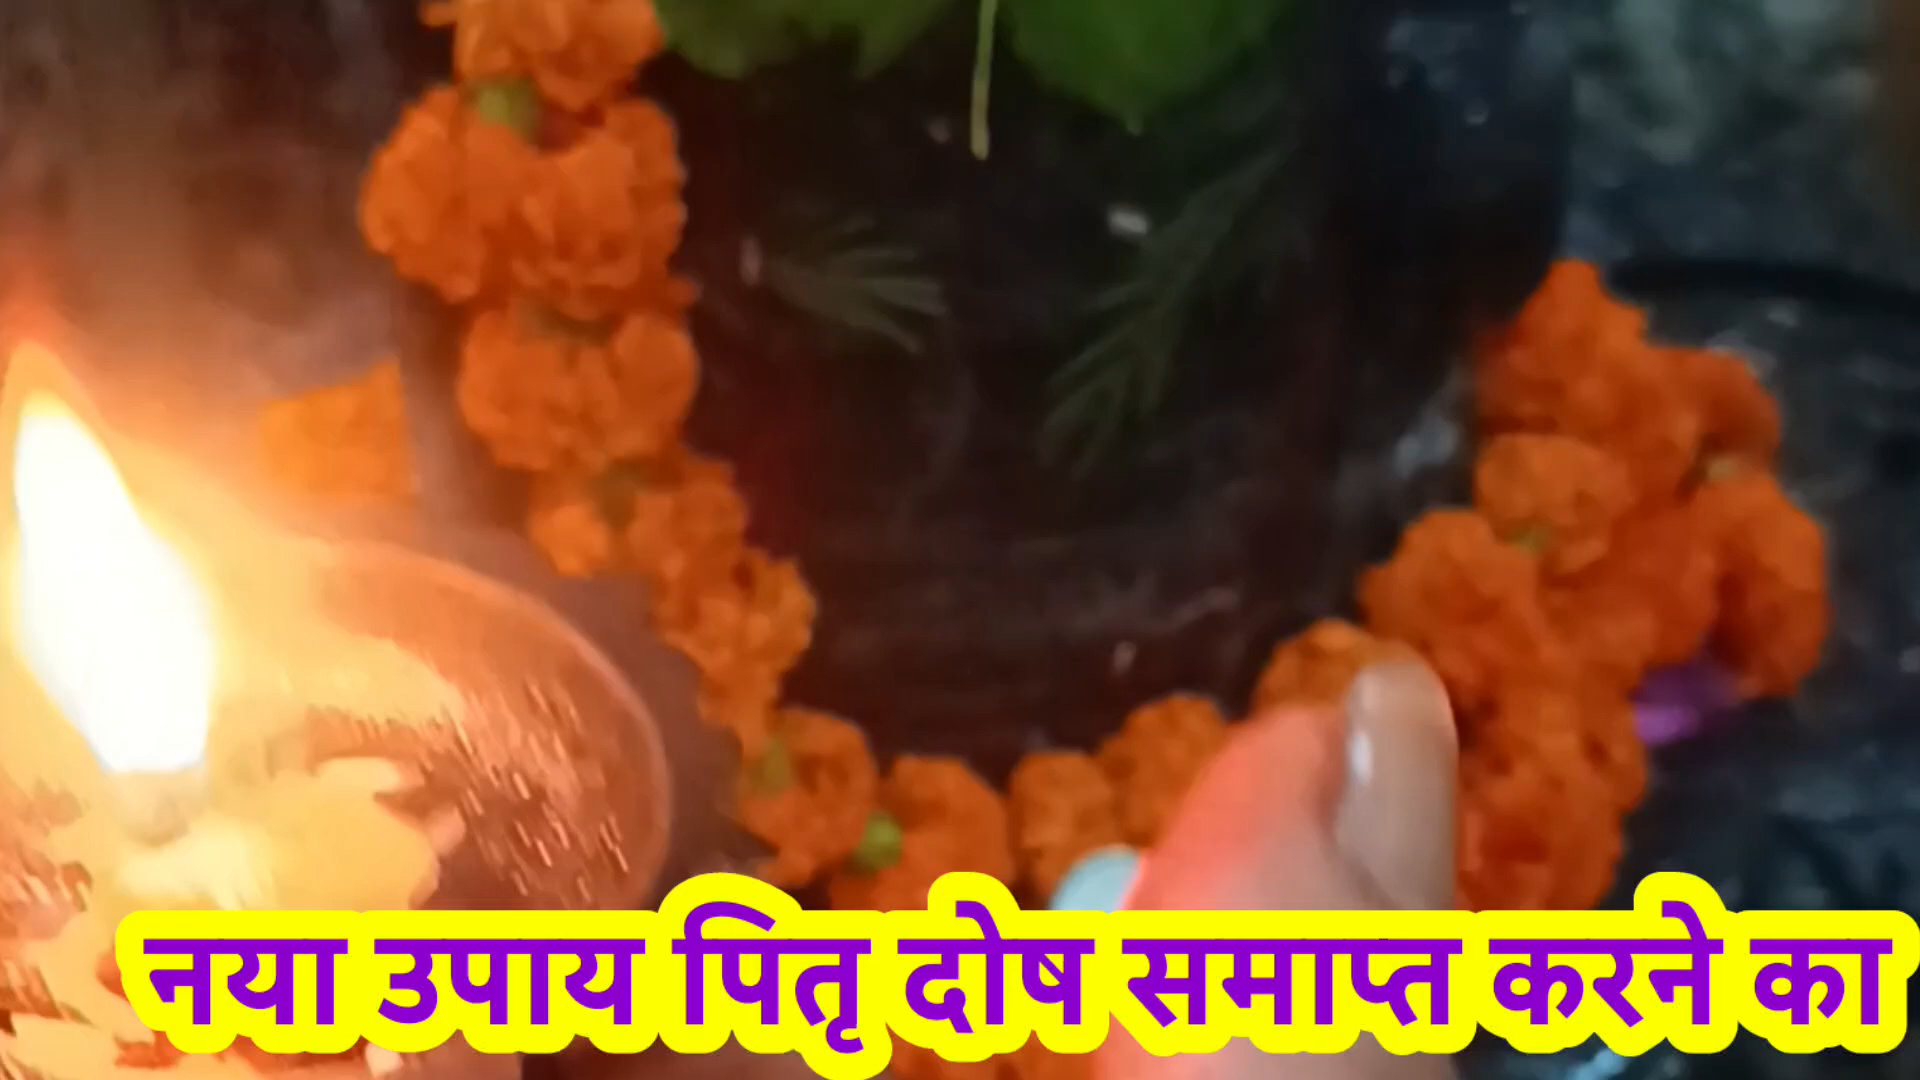 नया उपाय पितृ दोष समाप्त करने का